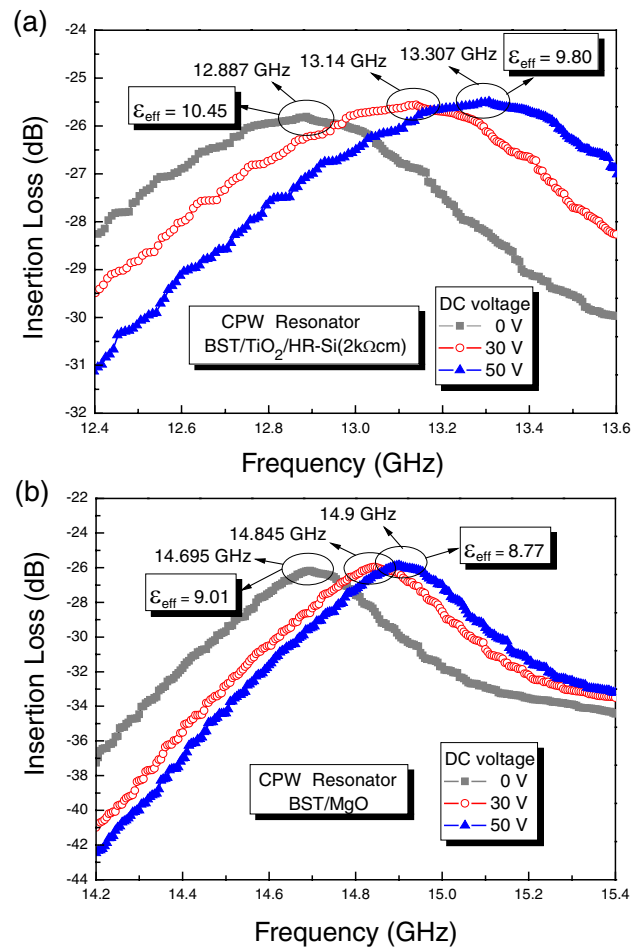 (a)
-24
-25
-26
-27
-28
-29
-30
-31
-32
Insertion Loss (dB)
12.887 GHz
13.14 GHz
13.307 GHz
εeff = 10.45
εeff = 9.80
CPW Resonator
BST/TiO2/HR-Si(2kΩcm)
DC voltage
0 V
30 V
50 V
12.4 12.6 12.8 13.0 13.2 13.4 13.6
Frequency (GHz)
(b)
-22
-24
-26
-28
-30
-32
-34
-36
-38
-40
-42
-44
Insertion Loss (dB)
14.695 GHz
14.845 GHz
14.9 GHz
εeff = 9.01
εeff = 8.77
CPW Resonator
BST/MgO
DC voltage
0 V
30 V
50 V
14.2 14.4 14.6 14.8 15.0 15.2 15.4
Frequency (GHz)